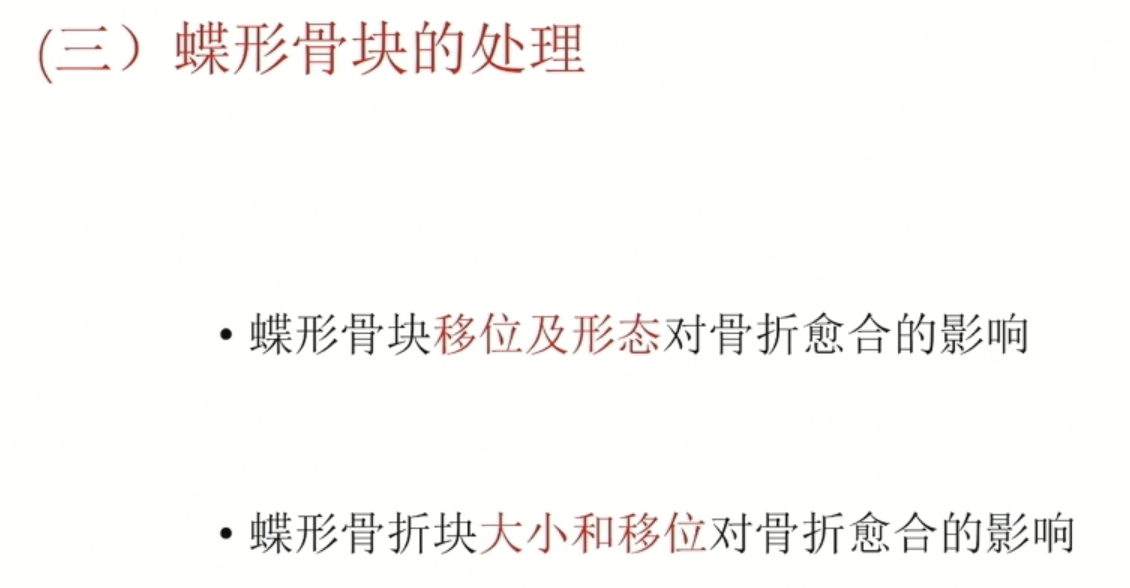 (三）蝶形骨块的处理
• 蝶形骨块移位及形态对骨折愈合的影响
• 蝶形骨折块大小和移位对骨折愈合的影响